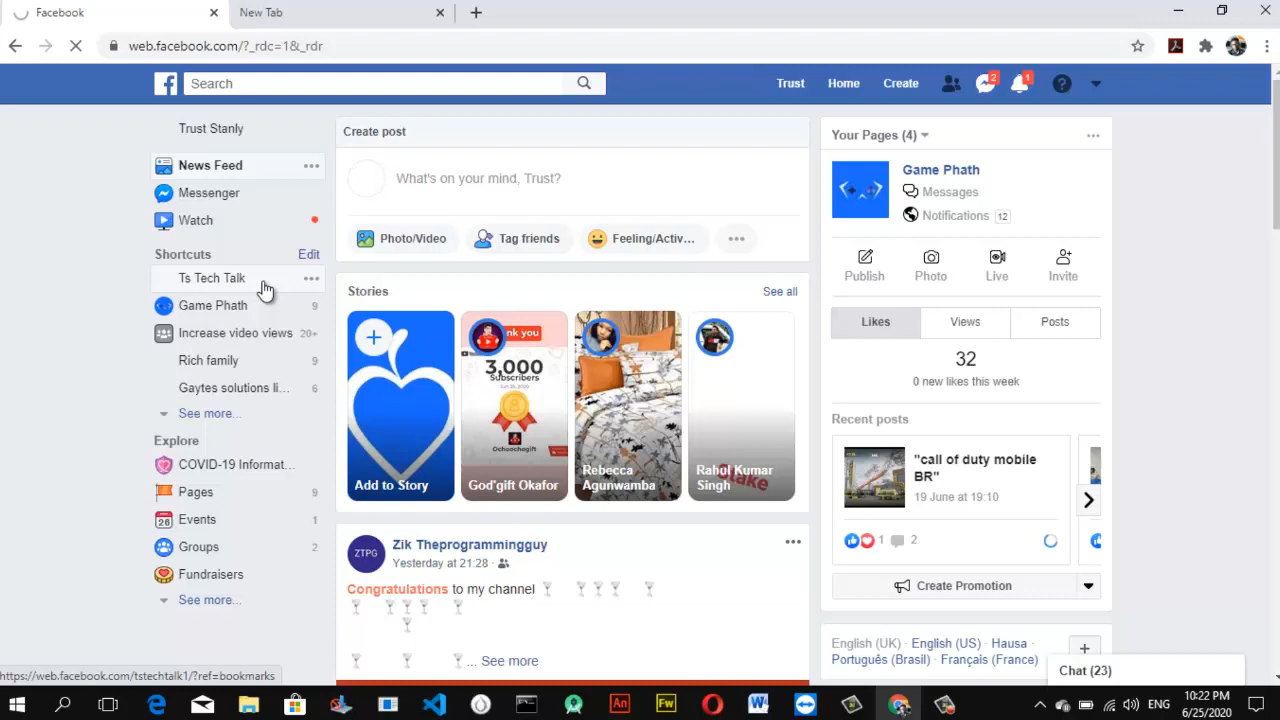 Facebook
New Tab
web.facebook.com/?_rdc=1&_rdr
Search
Trust
Home
Create
2
1
Trust Stanly
News Feed
Messenger
Watch
Shortcuts
Edit
Ts Tech Talk
Game Phath
9
Increase video views
20+
Rich family
9
Gaytes solutions li...
6
See more...
Explore
COVID-19 Informat...
Pages
9
26
Events
1
Groups
2
Fundraisers
See more...
Create post
What's on your mind, Trust?
Photo/Video
Tag friends
Feeling/Activ...
Stories
See all
Add to Story
nk you
3,000
Subscribers
Ochoochogift
God'gift Okafor
Rebecca
Agunwamba
take
Rahul Kumar
Singh
ZTPG
Zik Theprogrammingguy
Yesterday at 21:28 ·
Congratulations to my channel
... See more
Your Pages (4)
Game Phath
Messages
Notifications 12
Publish
Photo
Live
Invite
Likes
Views
Posts
32
0 new likes this week
Recent posts
"call of duty mobile
BR"
19 June at 19:10
1
2
Create Promotion
English (UK) · English (US) · Hausa ·
Português (Brasil) · Français (France)
Chat (23)
https://web.facebook.com/tstechtalk1/?ref=bookmarks
An
Fw
W
ENG
10:22 PM
6/25/2020